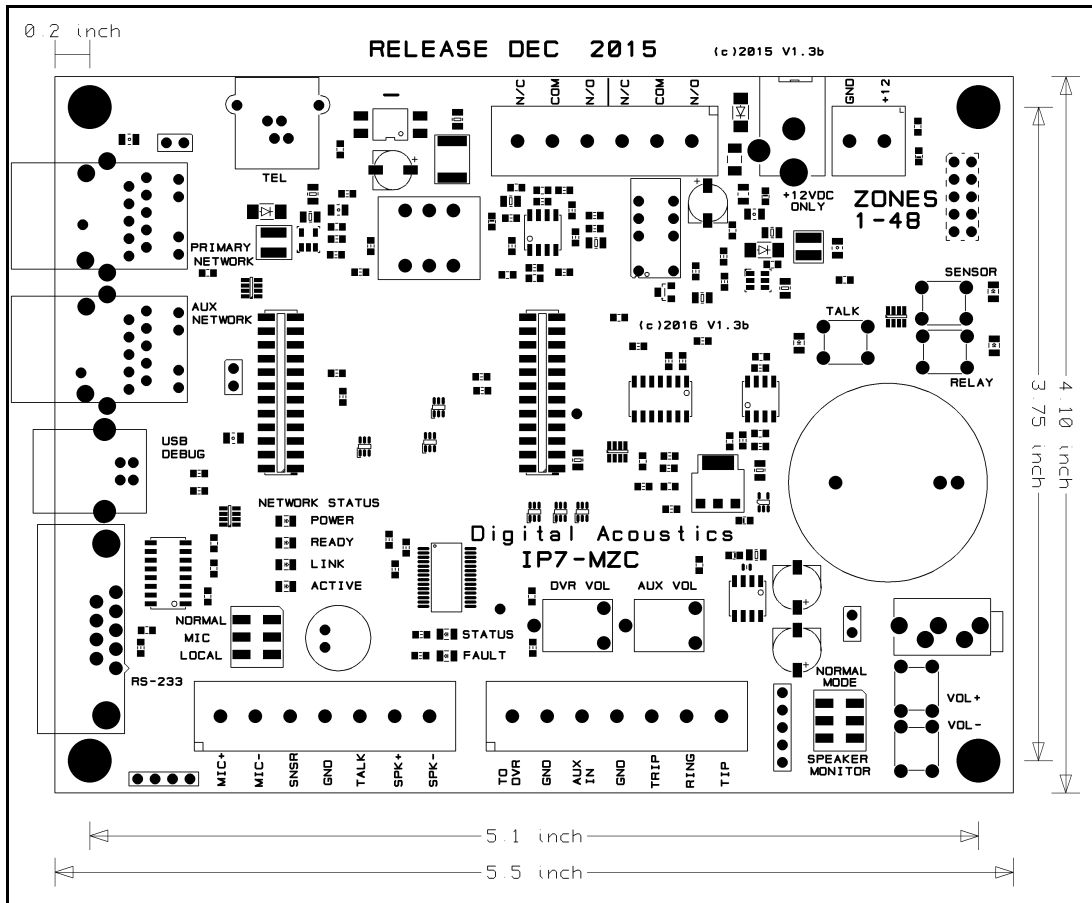 0.2 inch
RELEASE DEC 2015 (c)2015 V1.3b
N/C COM N/O N/C COM N/O
GND +12
TEL
+12VDC
ONLY
ZONES
1-48
PRIMARY
NETWORK
SENSOR
AUX
NETWORK
TALK
(c)2016 V1.3b
RELAY
3.75 inch
4.10 inch
USB
DEBUG
NETWORK STATUS
POWER
READY
LINK
ACTIVE
Digital Acoustics
IP7-MZC
DVR VOL AUX VOL
NORMAL
MIC
LOCAL
STATUS
FAULT
RS-233
NORMAL
MODE
VOL+
VOL-
SPEAKER
MONITOR
MIC+ MIC- SNSR GND TALK SPK+ SPK-
TO DVR GND AUX IN GND TRIP RING TIP
5.1 inch
5.5 inch